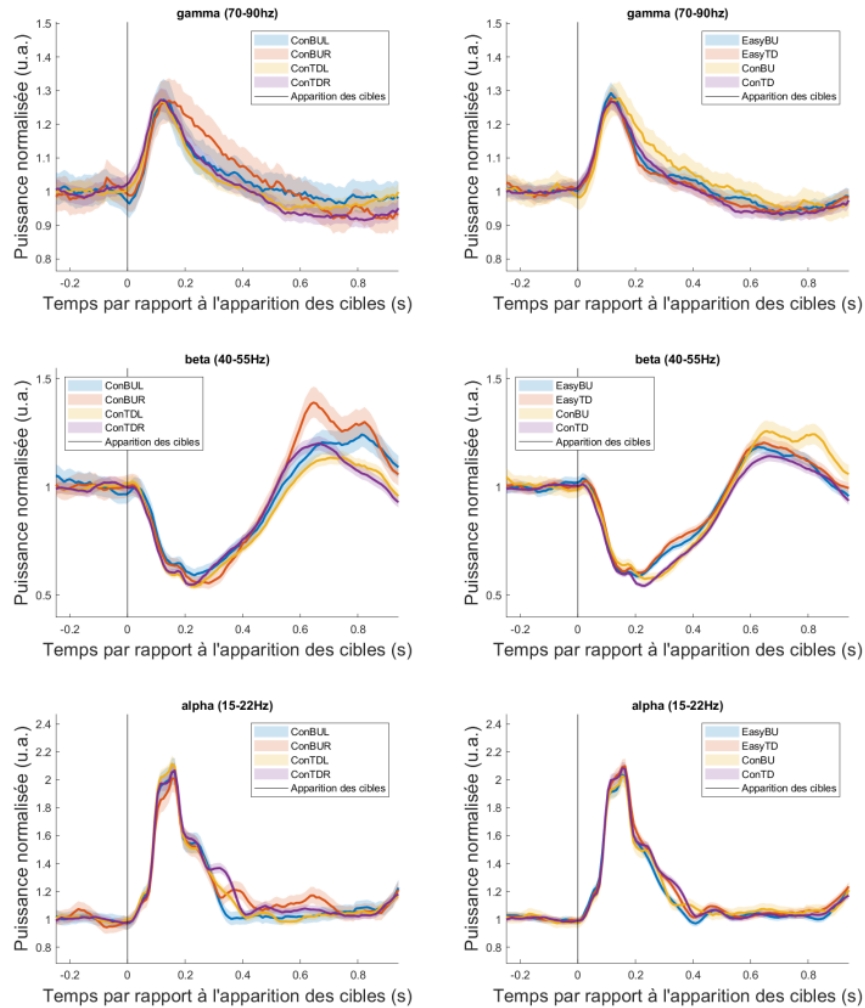 gamma (70-90hz)
1.5
1.4
1.3
1.2
1.1
1
0.9
0.8
Puissance normalisée (u.a.)
ConBUL
ConBUR
ConTDL
ConTDR
Apparition des cibles
-0.2
0
0.2
0.4
0.6
0.8
Temps par rapport à l'apparition des cibles (s)
gamma (70-90hz)
1.5
1.4
1.3
1.2
1.1
1
0.9
0.8
Puissance normalisée (u.a.)
EasyBU
EasyTD
ConBU
ConTD
Apparition des cibles
-0.2
0
0.2
0.4
0.6
0.8
Temps par rapport à l'apparition des cibles (s)
beta (40-55Hz)
1.5
1
0.5
Puissance normalisée (u.a.)
ConBUL
ConBUR
ConTDL
ConTDR
Apparition des cibles
-0.2
0
0.2
0.4
0.6
0.8
Temps par rapport à l'apparition des cibles (s)
beta (40-55Hz)
1.5
1
0.5
Puissance normalisée (u.a.)
EasyBU
EasyTD
ConBU
ConTD
Apparition des cibles
-0.2
0
0.2
0.4
0.6
0.8
Temps par rapport à l'apparition des cibles (s)
alpha (15-22Hz)
2.4
2.2
2
1.8
1.6
1.4
1.2
1
0.8
Puissance normalisée (u.a.)
ConBUL
ConBUR
ConTDL
ConTDR
Apparition des cibles
-0.2
0
0.2
0.4
0.6
0.8
Temps par rapport à l'apparition des cibles (s)
alpha (15-22Hz)
2.4
2.2
2
1.8
1.6
1.4
1.2
1
0.8
Puissance normalisée (u.a.)
EasyBU
EasyTD
ConBU
ConTD
Apparition des cibles
-0.2
0
0.2
0.4
0.6
0.8
Temps par rapport à l'apparition des cibles (s)